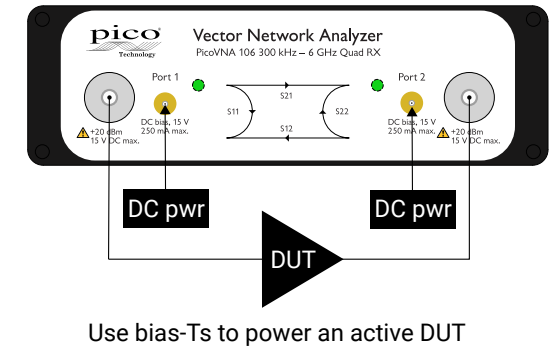 pico
Technology
Vector Network Analyzer
PicoVNA 106 300 kHz – 6 GHz Quad RX
Port 1
Port 2
S21
S11
S22
S12
DC bias, 15 V
250 mA max.
+20 dBm
15 V DC max.
DC bias, 15 V
250 mA max.
+20 dBm
15 V DC max.
DC pwr
DC pwr
DUT
Use bias-Ts to power an active DUT